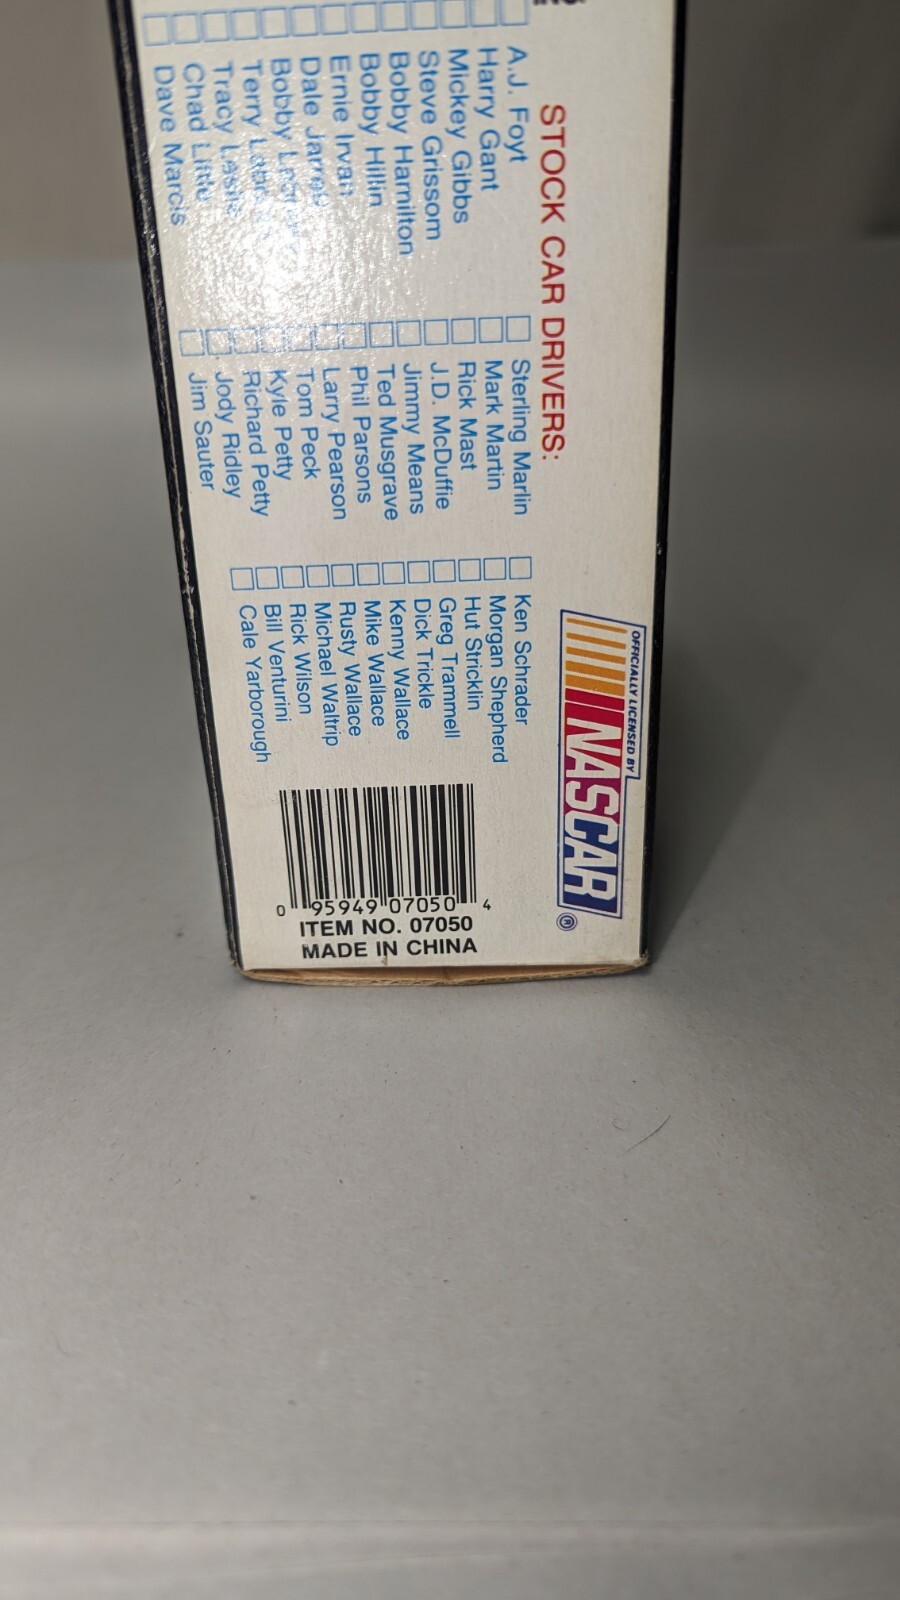 STOCK CAR DRIVERS:
A.J. Foyt
Harry Gant
Mickey Gibbs
Steve Grissom
Bobby Hamilton
Bobby Hillin
Ernie Irvan
Dale Jarrett
Bobby
Terry
Tracy Leslie
Chad Little
Dave Marcis
Sterling Marlin
Mark Martin
Rick Mast
J.D. McDuffie
Jimmy Means
Ted Musgrave
Phil Parsons
Larry Pearson
Tom Peck
Kyle Petty
Richard Petty
Jody Ridley
Jim Sauter
Ken Schrader
Morgan Shepherd
Hut Stricklin
Greg Trammell
Dick Trickle
Kenny Wallace
Mike Wallace
Rusty Wallace
Michael Waltrip
Rick Wilson
Bill Venturini
Cale Yarborough
OFFICIALLY LICENSED BY
NASCAR®
0 95949 07050 4
ITEM NO. 07050
MADE IN CHINA